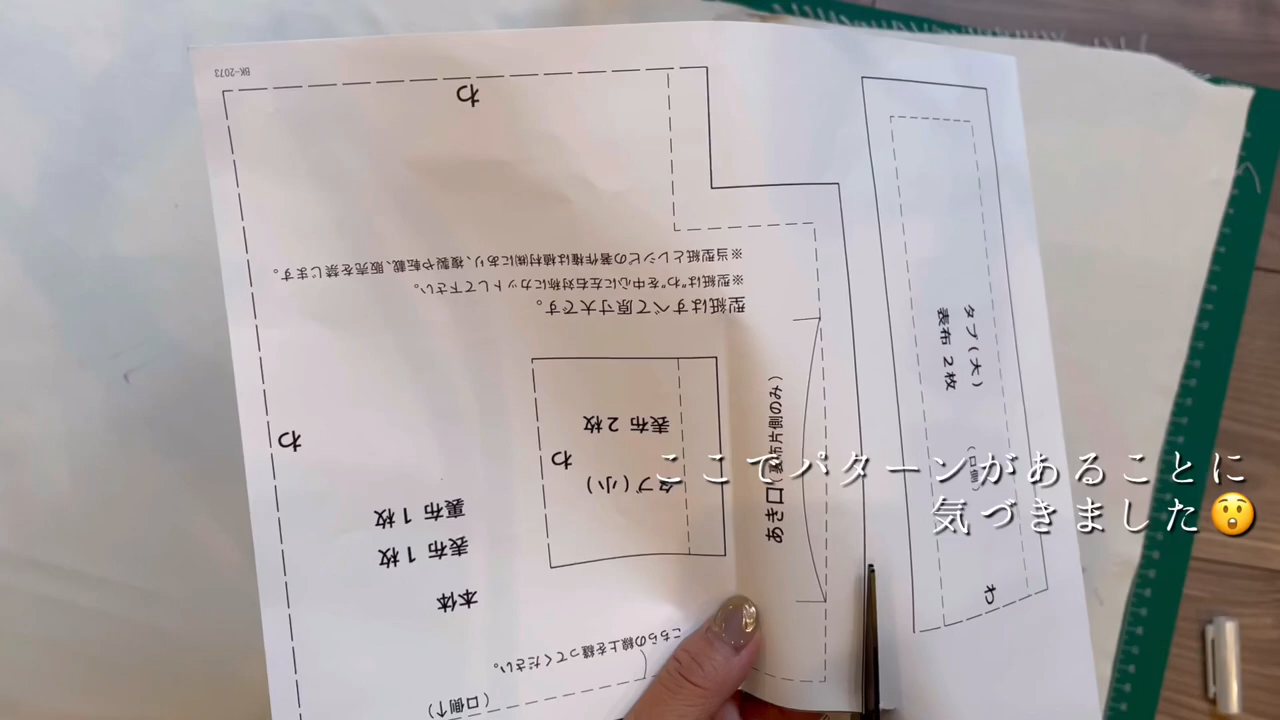 BK-2073
わ
※当型紙とレシピの著作権は植村㈱にあり、複製や転載、販売を禁じます。
※型紙は"わ"を中心に左右対称にカットして下さい。
型紙はすべて原寸大です。
わ
表布 2枚
わ
タブ(小)
裏布 1枚
表布 1枚
本体
こちらの線上を縫ってください。
(口側↑)
あき口(裏布片側のみ)
タブ(大)
表布 2枚
(口側)
わ
ここでパターンがあることに
気づきました😲